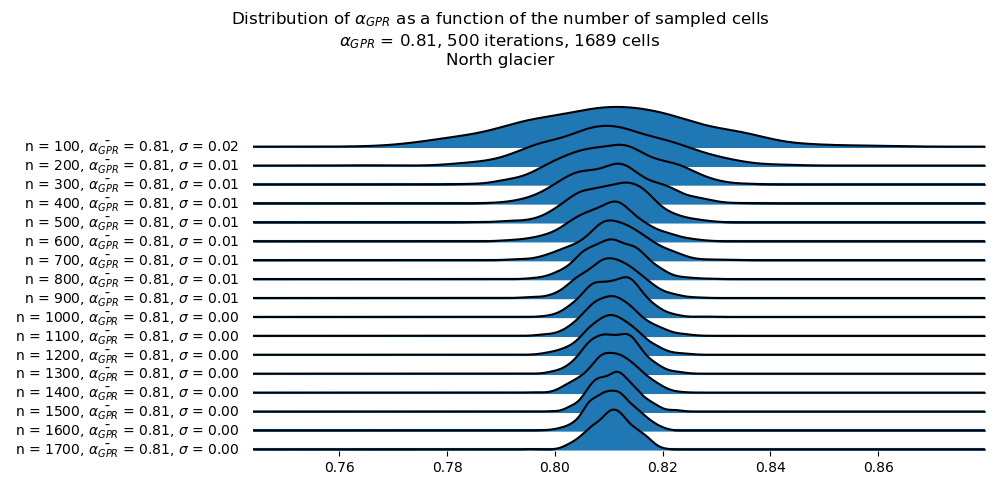 Distribution of α_GPR as a function of the number of sampled cells
α_GPR = 0.81, 500 iterations, 1689 cells
North glacier
n = 100, ᾱ_GPR = 0.81, σ = 0.02
n = 200, ᾱ_GPR = 0.81, σ = 0.01
n = 300, ᾱ_GPR = 0.81, σ = 0.01
n = 400, ᾱ_GPR = 0.81, σ = 0.01
n = 500, ᾱ_GPR = 0.81, σ = 0.01
n = 600, ᾱ_GPR = 0.81, σ = 0.01
n = 700, ᾱ_GPR = 0.81, σ = 0.01
n = 800, ᾱ_GPR = 0.81, σ = 0.01
n = 900, ᾱ_GPR = 0.81, σ = 0.01
n = 1000, ᾱ_GPR = 0.81, σ = 0.00
n = 1100, ᾱ_GPR = 0.81, σ = 0.00
n = 1200, ᾱ_GPR = 0.81, σ = 0.00
n = 1300, ᾱ_GPR = 0.81, σ = 0.00
n = 1400, ᾱ_GPR = 0.81, σ = 0.00
n = 1500, ᾱ_GPR = 0.81, σ = 0.00
n = 1600, ᾱ_GPR = 0.81, σ = 0.00
n = 1700, ᾱ_GPR = 0.81, σ = 0.00
0.76 0.78 0.80 0.82 0.84 0.86